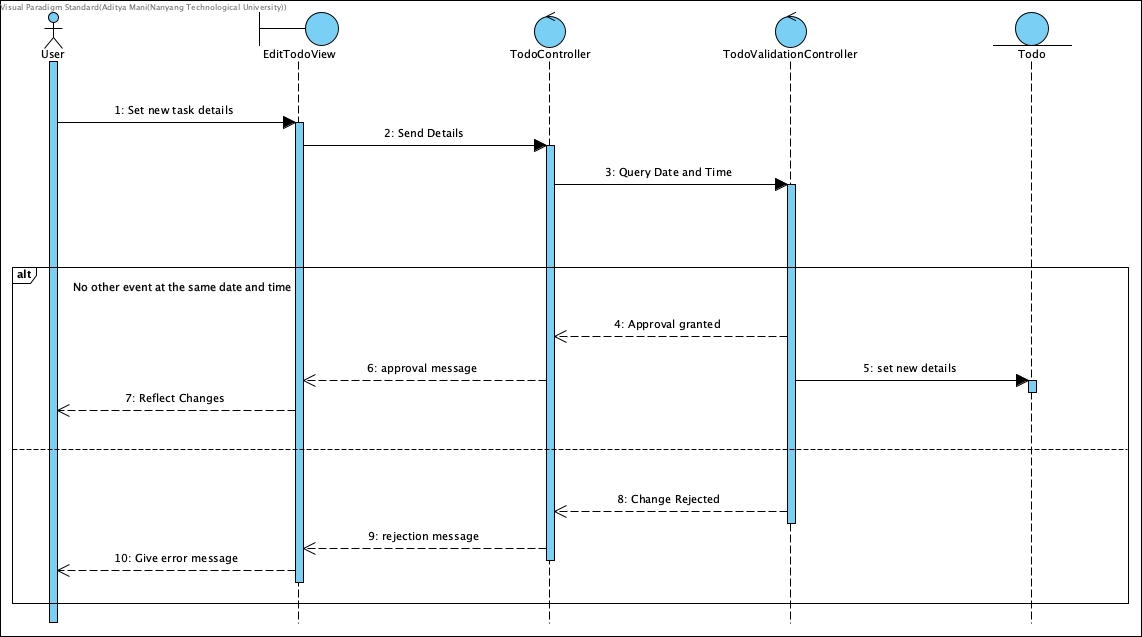 Visual Paradigm Standard(Aditya Mani(Nanyang Technological University))
User
EditTodoView
TodoController
TodoValidationController
Todo
1: Set new task details
2: Send Details
3: Query Date and Time
alt
No other event at the same date and time
4: Approval granted
6: approval message
5: set new details
7: Reflect Changes
8: Change Rejected
9: rejection message
10: Give error message